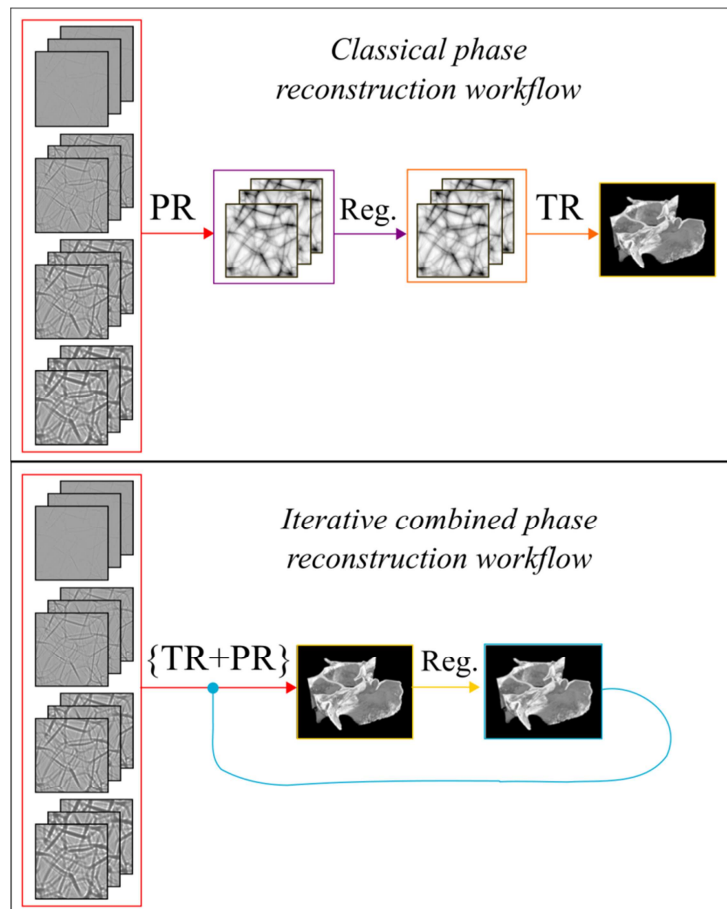 Classical phase
reconstruction workflow
PR
Reg.
TR
Iterative combined phase
reconstruction workflow
{TR+PR}
Reg.